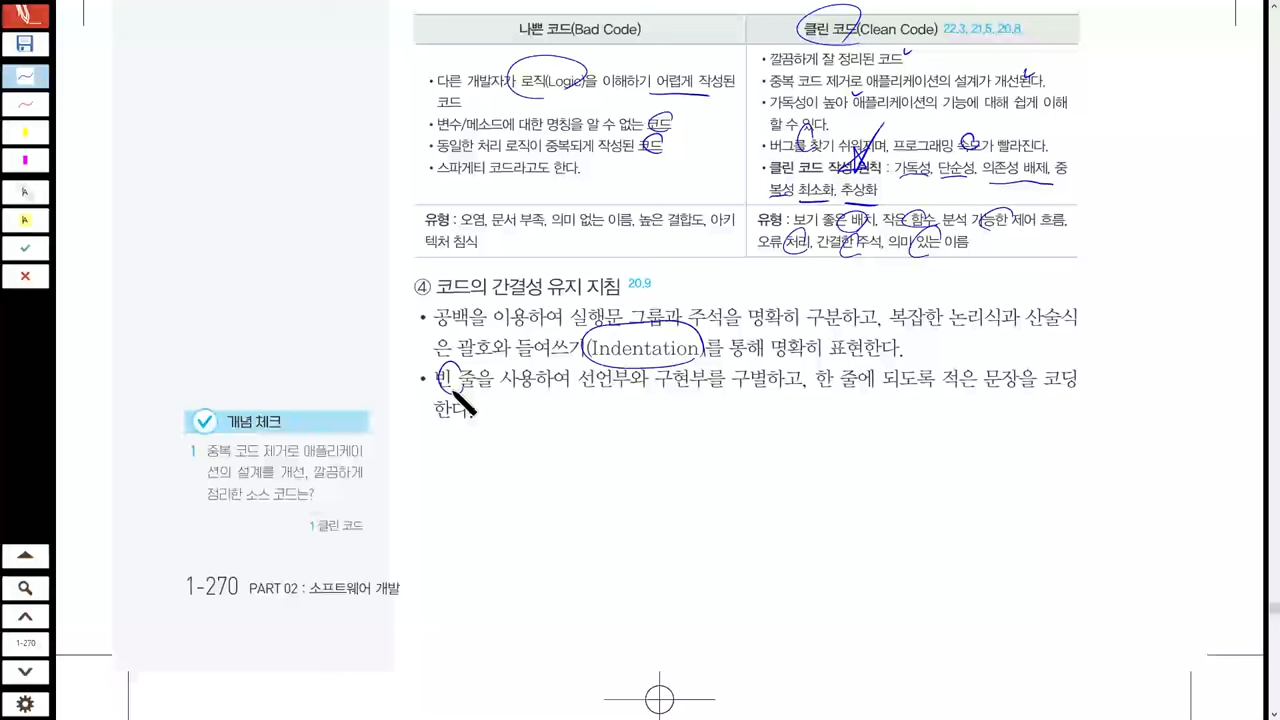 나쁜 코드(Bad Code)
클린 코드(Clean Code) 22.3, 21.5, 20.8
• 다른 개발자가 로직(Logic)을 이해하기 어렵게 작성된
코드
• 변수/메소드에 대한 명칭을 알 수 없는 코드
• 동일한 처리 로직이 중복되게 작성된 코드
• 스파게티 코드라고도 한다.
• 깔끔하게 잘 정리된 코드
• 중복 코드 제거로 애플리케이션의 설계가 개선된다.
• 가독성이 높아 애플리케이션의 기능에 대해 쉽게 이해
할 수 있다.
• 버그를 찾기 쉬워지며, 프로그래밍 속도가 빨라진다.
• 클린 코드 작성 원칙 : 가독성, 단순성, 의존성 배제, 중
복성 최소화, 추상화
유형 : 오염, 문서 부족, 의미 없는 이름, 높은 결합도, 아키
텍처 침식
유형 : 보기 좋은 배치, 작은 함수, 분석 가능한 제어 흐름,
오류 처리, 간결한 주석, 의미 있는 이름
④ 코드의 간결성 유지 지침 20.9
• 공백을 이용하여 실행문 그룹과 주석을 명확히 구분하고, 복잡한 논리식과 산술식
은 괄호와 들여쓰기(Indentation)를 통해 명확히 표현한다.
• 빈 줄을 사용하여 선언부와 구현부를 구별하고, 한 줄에 되도록 적은 문장을 코딩
한다.
개념 체크
1 중복 코드 제거로 애플리케이
션의 설계를 개선, 깔끔하게
정리한 소스 코드는?
1 클린 코드
1-270 PART 02 : 소프트웨어 개발
1-270